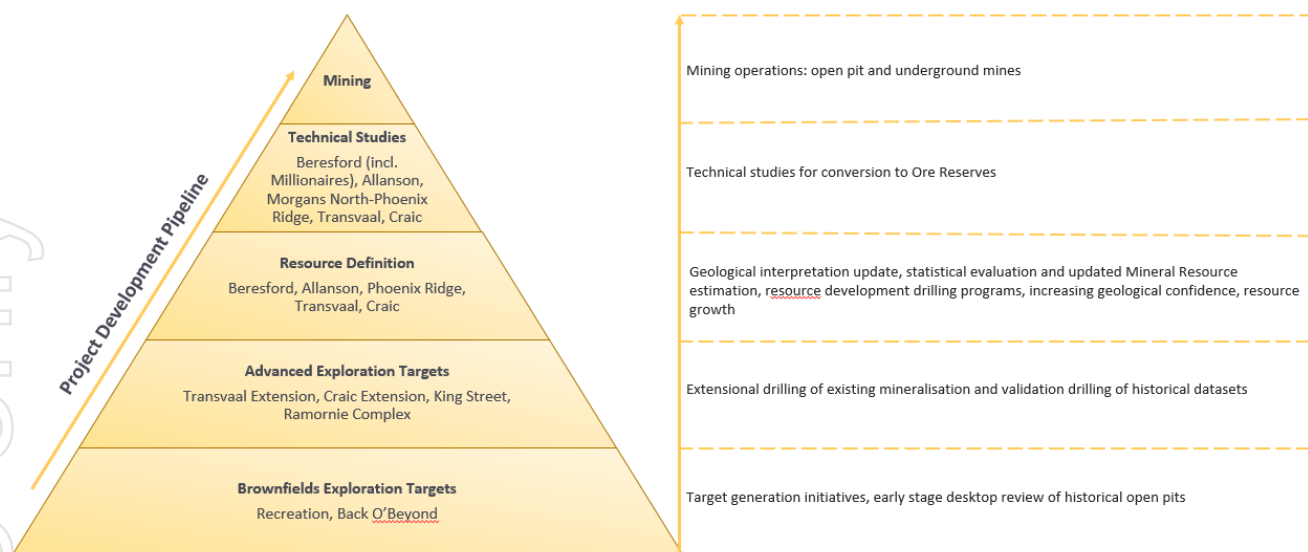 Project Development Pipeline
Mining
Technical Studies
Beresford (incl.
Millionaires), Allanson,
Morgans North-Phoenix
Ridge, Transvaal, Craic
Resource Definition
Beresford, Allanson, Phoenix Ridge,
Transvaal, Craic
Advanced Exploration Targets
Transvaal Extension, Craic Extension, King Street,
Ramornie Complex
Brownfields Exploration Targets
Recreation, Back O’Beyond
Mining operations: open pit and underground mines
Technical studies for conversion to Ore Reserves
Geological interpretation update, statistical evaluation and updated Mineral Resource
estimation, resource development drilling programs, increasing geological confidence, resource
growth
Extensional drilling of existing mineralisation and validation drilling of historical datasets
Target generation initiatives, early stage desktop review of historical open pits